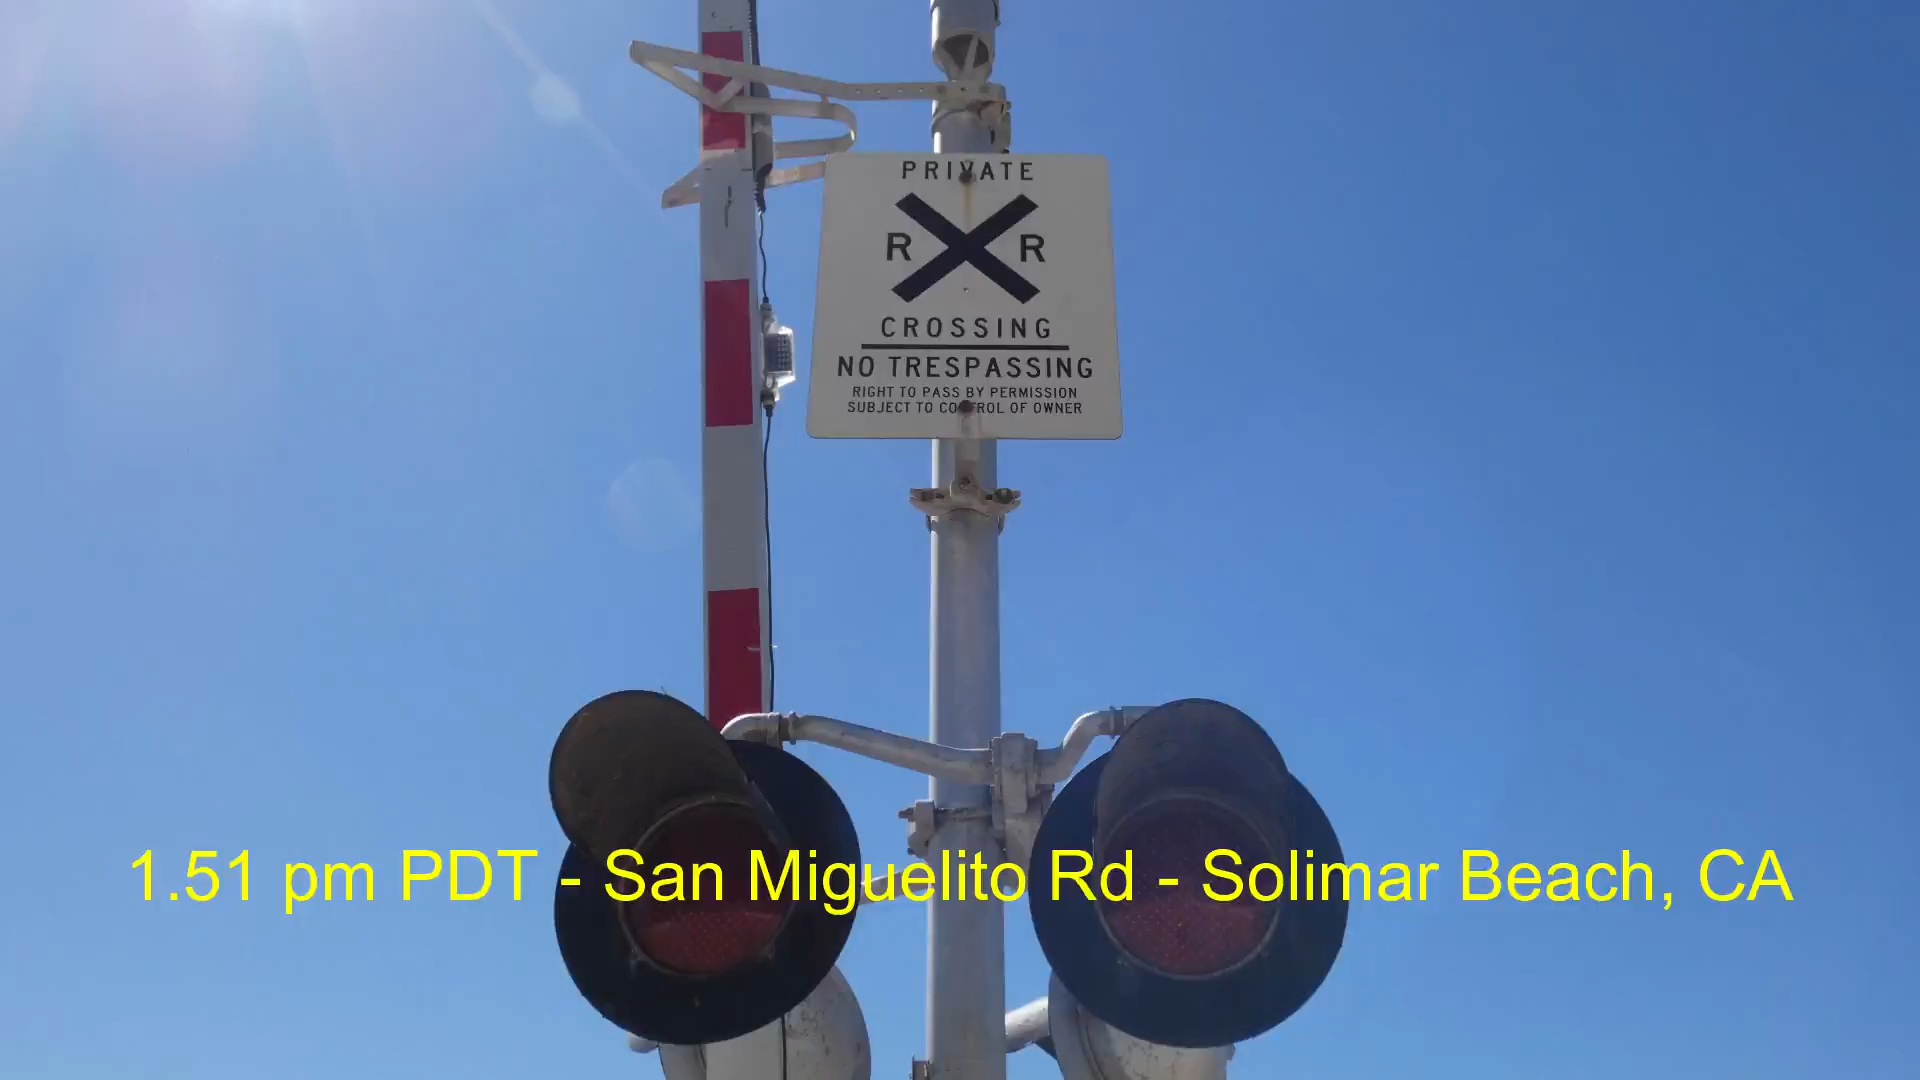 PRIVATE
R R
CROSSING
NO TRESPASSING
RIGHT TO PASS BY PERMISSION
SUBJECT TO CONTROL OF OWNER
1.51 pm PDT - San Miguelito Rd - Solimar Beach, CA